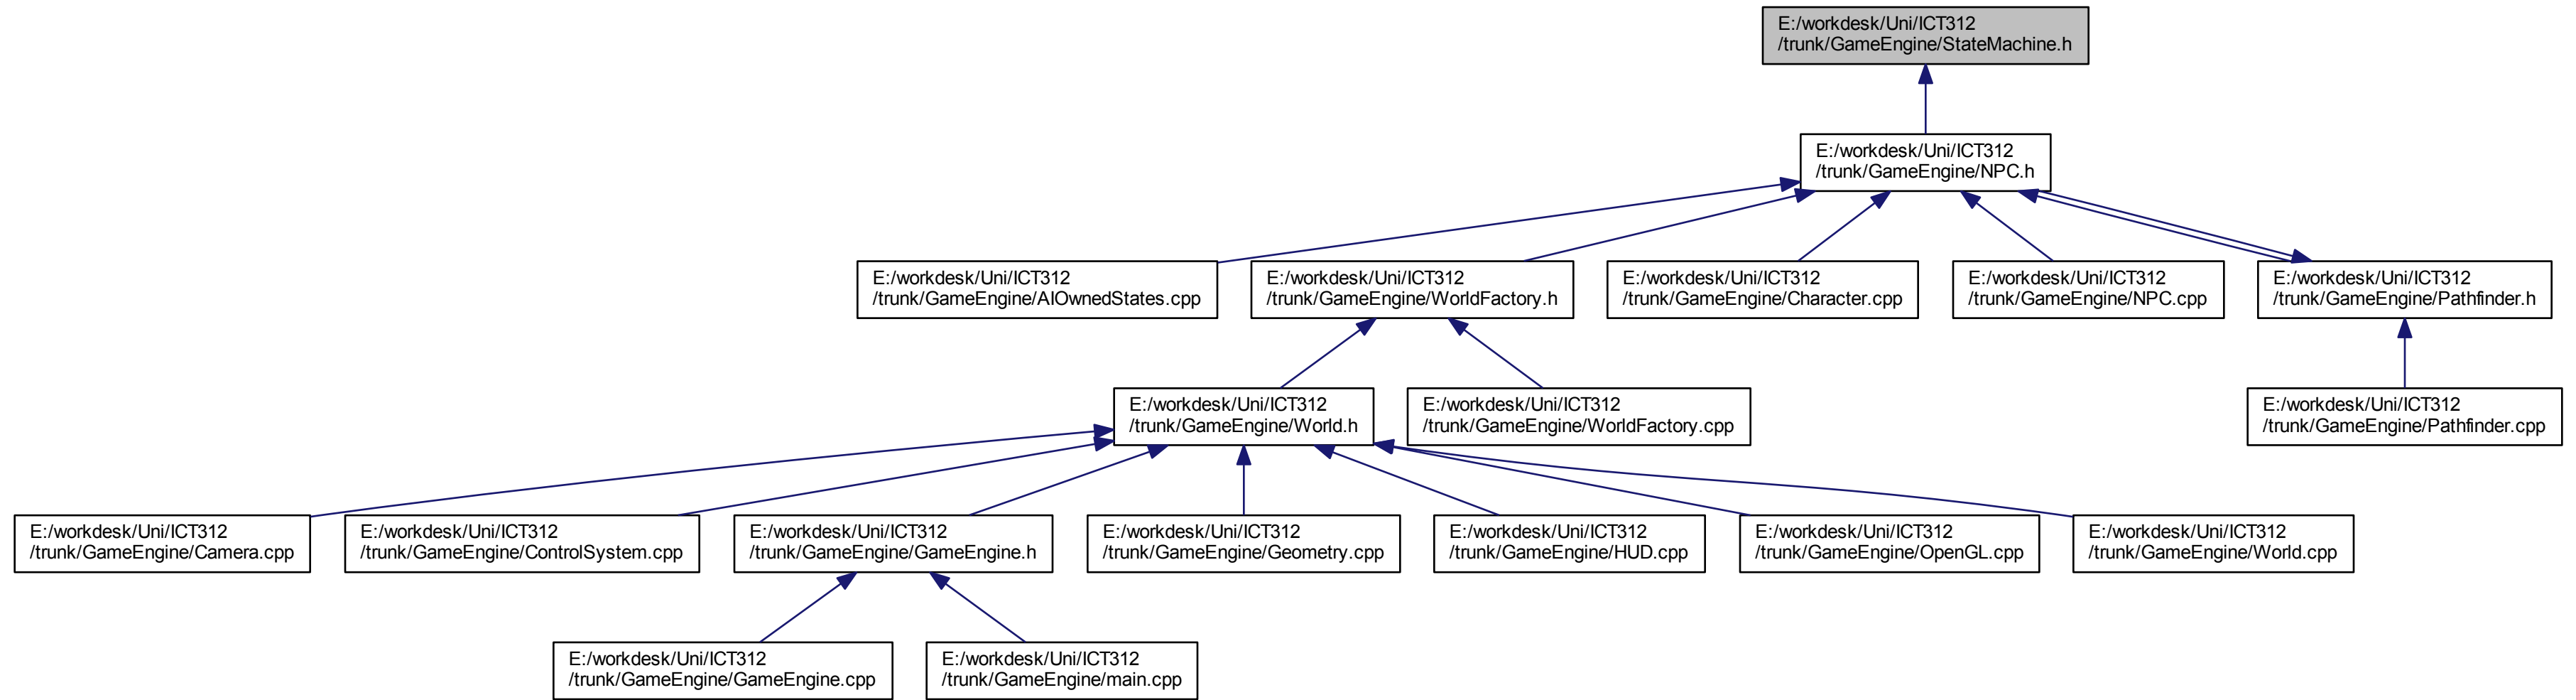 E:/workdesk/Uni/ICT312
/trunk/GameEngine/StateMachine.h
E:/workdesk/Uni/ICT312
/trunk/GameEngine/NPC.h
E:/workdesk/Uni/ICT312
/trunk/GameEngine/AIOwnedStates.cpp
E:/workdesk/Uni/ICT312
/trunk/GameEngine/WorldFactory.h
E:/workdesk/Uni/ICT312
/trunk/GameEngine/Character.cpp
E:/workdesk/Uni/ICT312
/trunk/GameEngine/NPC.cpp
E:/workdesk/Uni/ICT312
/trunk/GameEngine/Pathfinder.h
E:/workdesk/Uni/ICT312
/trunk/GameEngine/World.h
E:/workdesk/Uni/ICT312
/trunk/GameEngine/WorldFactory.cpp
E:/workdesk/Uni/ICT312
/trunk/GameEngine/Pathfinder.cpp
E:/workdesk/Uni/ICT312
/trunk/GameEngine/Camera.cpp
E:/workdesk/Uni/ICT312
/trunk/GameEngine/ControlSystem.cpp
E:/workdesk/Uni/ICT312
/trunk/GameEngine/GameEngine.h
E:/workdesk/Uni/ICT312
/trunk/GameEngine/Geometry.cpp
E:/workdesk/Uni/ICT312
/trunk/GameEngine/HUD.cpp
E:/workdesk/Uni/ICT312
/trunk/GameEngine/OpenGL.cpp
E:/workdesk/Uni/ICT312
/trunk/GameEngine/World.cpp
E:/workdesk/Uni/ICT312
/trunk/GameEngine/GameEngine.cpp
E:/workdesk/Uni/ICT312
/trunk/GameEngine/main.cpp